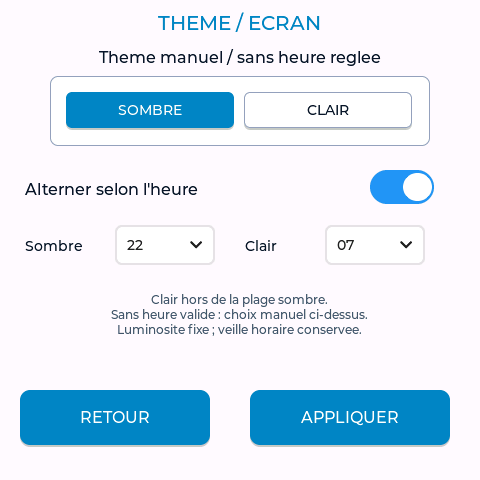 THEME / ECRAN
Theme manuel / sans heure reglee
SOMBRE CLAIR
Alterner selon l'heure
Sombre 22 Clair 07
Clair hors de la plage sombre.
Sans heure valide : choix manuel ci-dessus.
Luminosite fixe ; veille horaire conservee.
RETOUR APPLIQUER